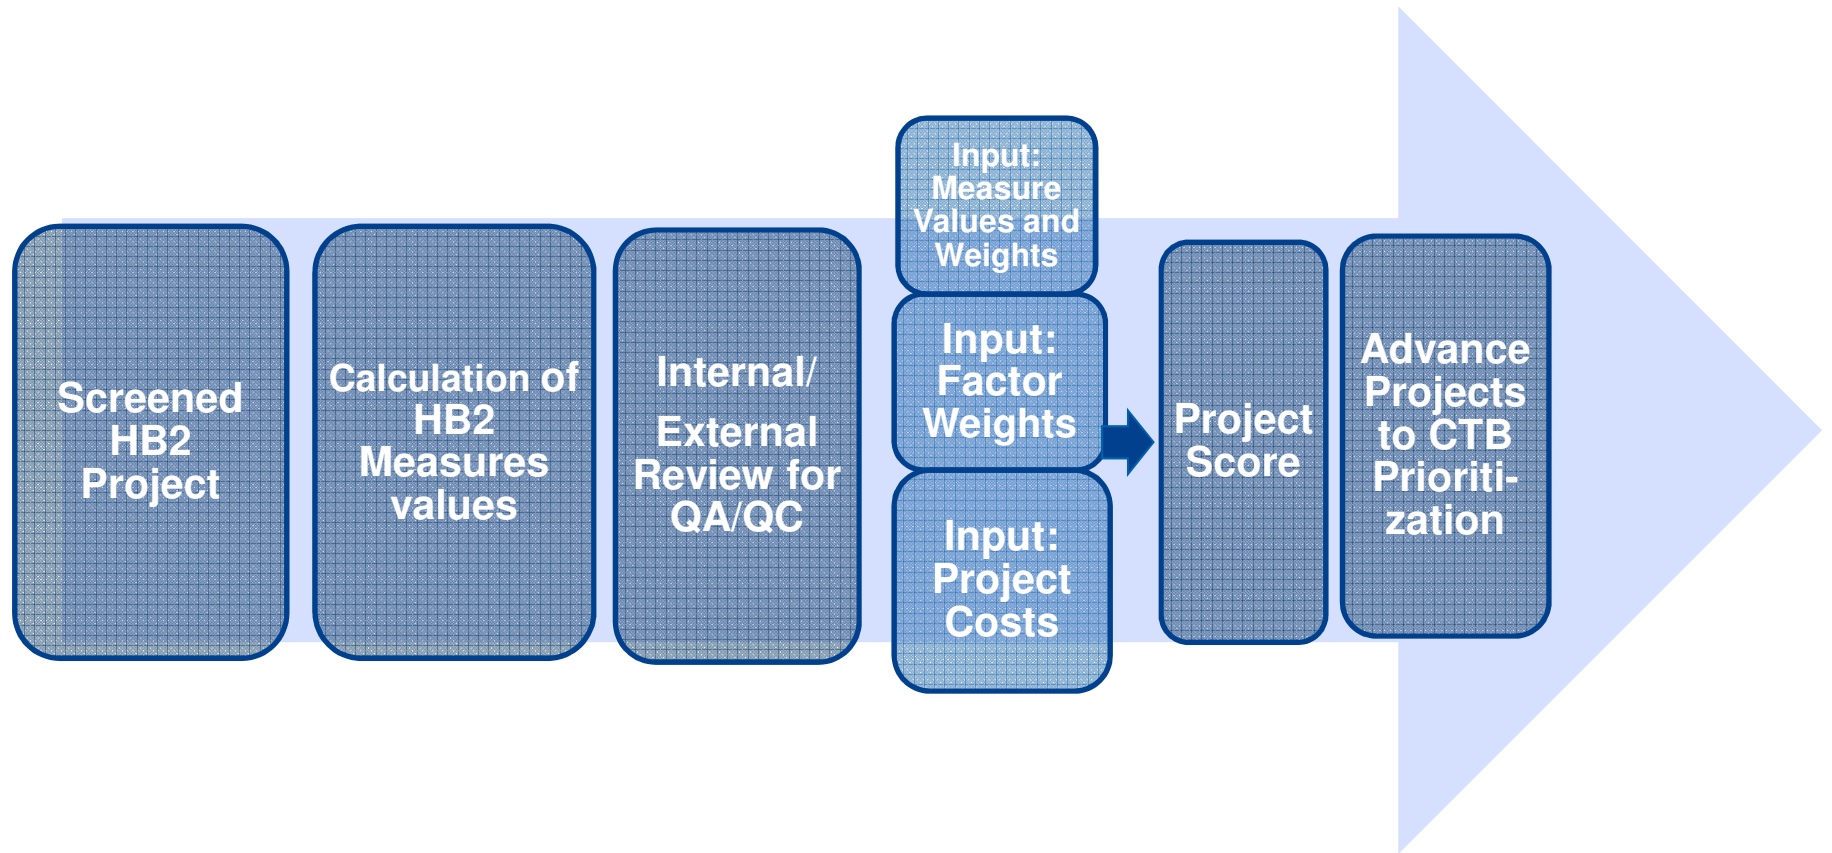 Screened
HB2
Project
Calculation of
HB2
Measures
values
Internal/
External
Review for
QA/QC
Input:
Measure
Values and
Weights
Input:
Factor
Weights
Input:
Project
Costs
Project
Score
Advance
Projects
to CTB
Prioriti-
zation